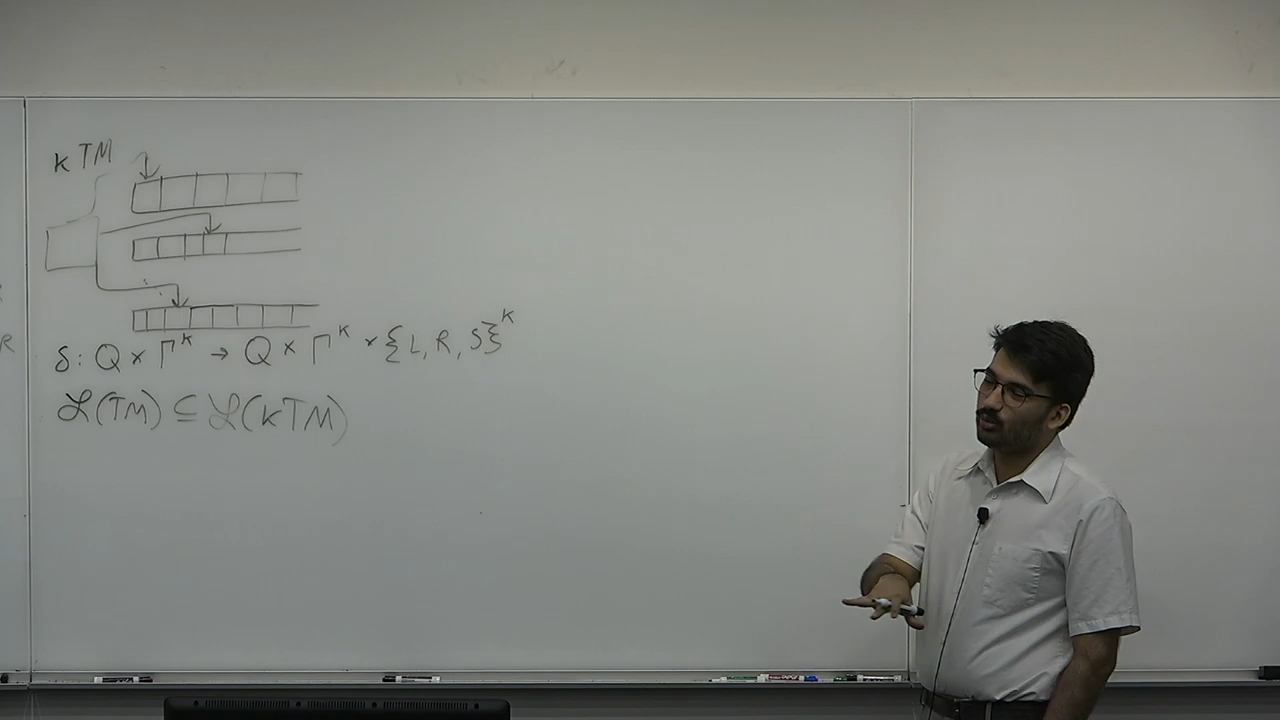 k TM
δ: Q × Γ^k → Q × Γ^k × {L, R, S}^k
ℒ(TM) ⊆ ℒ(kTM)
R